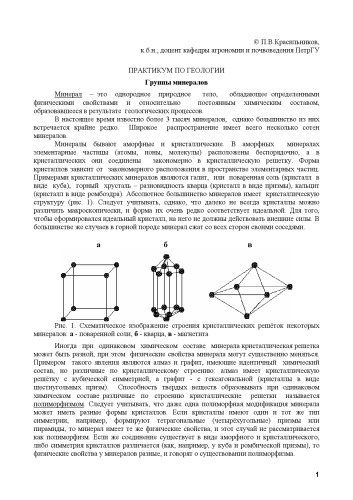 © П.В.Красильников,
к.б.н., доцент кафедры агрономии и почвоведения ПетрГУ
ПРАКТИКУМ ПО ГЕОЛОГИИ
Группы минералов
Минерал – это однородное природное тело, обладающее определенными
физическими свойствами и относительно постоянным химическим составом,
образовавшееся в результате геологических процессов.
В настоящее время известно более 3 тысяч минералов, однако большинство из них
встречается крайне редко. Широкое распространение имеет всего несколько сотен
минералов.
Минералы бывают аморфные и кристаллические. В аморфных минералах
элементарные частицы (атомы, ионы, молекулы) расположены беспорядочно, а в
кристаллических они соединены закономерно в кристаллическую решетку. Форма
кристаллов зависит от закономерного расположения в пространстве элементарных частиц.
Примерами кристаллических минералов являются галит, или поваренная соль (кристалл в
виде куба), горный хрусталь – разновидность кварца (кристалл в виде призмы), кальцит
(кристалл в виде ромбоэдра). Абсолютное большинство минералов имеет кристаллическую
структуру (рис. 1). Следует учитывать, однако, что далеко не всегда кристаллы можно
различить макроскопически, и форма их очень редко соответствует идеальной. Для того,
чтобы сформировался идеальный кристалл, на него не должны действовать внешние силы. В
большинстве же случаев в горной породе минерал сжат со всех сторон своими соседями.
а б в
Рис. 1. Схематическое изображение строения кристаллических решёток некоторых
минералов: а - поваренной соли, б - кварца, в - магнетита
Иногда при одинаковом химическом составе минерала кристаллическая решетка
может быть разной, при этом физические свойства минерала могут существенно меняться.
Примером такого явления являются алмаз и графит, имеющие идентичный химический
состав, но различные по кристаллическому строению: алмаз имеет кристаллическую
решётку с кубической симметрией, а графит - с гексагональной (кристаллы в виде
шестиугольных призм). Способность твердых веществ образовывать при одинаковом
химическом составе различные по строению кристаллические решетки называется
полиморфизмом. Следует учитывать, что даже одна полиморфная модификация минерала
может иметь разные формы кристаллов. Если кристаллы имеют один и тот же тип
симметрии, например, формируют тетрагональные (четырёхугольные) призмы или
пирамиды, то минерал имеет те же физические свойства, и этот случай не рассматривается
как полиморфизм. Если же соединение существует в виде аморфного и кристаллического,
либо симметрия кристаллов различается (как, например, у куба и ромбической призмы), то
физические свойства у минералов разные, и говорят о существовании полиморфизма.
1